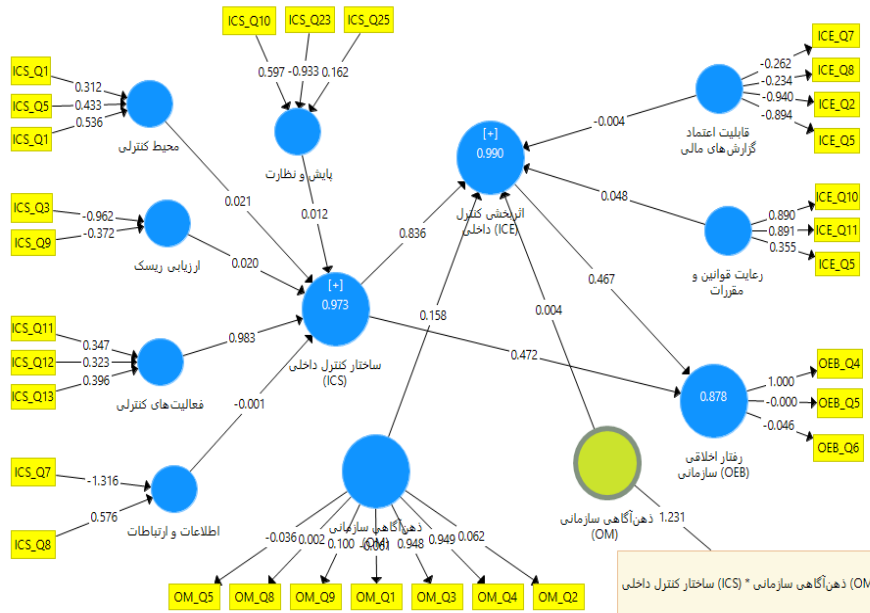 ICS_Q10
ICS_Q23
ICS_Q25
ICE_Q7
ICS_Q1
0.312
0.597
-0.933
0.162
-0.262
ICE_Q8
ICS_Q5
0.433
[+]
0.990
-0.234
-0.940
ICE_Q2
ICS_Q1
0.536
-0.004
-0.894
ICE_Q5
محیط کنترلی
پایش و نظارت
قابلیت اعتماد
گزارش‌های مالی
0.021
0.012
0.048
ICS_Q3
-0.962
ICE_Q10
0.890
ICS_Q9
-0.372
اثربخشی کنترل
داخلی (ICE)
0.891
ICE_Q11
0.355
ICE_Q5
ارزیابی ریسک
0.020
0.836
رعایت قوانین و
مقررات
0.467
[+]
0.973
0.158
0.004
ICS_Q11
0.347
0.983
ICS_Q12
0.323
0.472
ICS_Q13
0.396
ساختار کنترل داخلی
(ICS)
OEB_Q4
1.000
فعالیت‌های کنترلی
-0.001
0.878
-0.000
OEB_Q5
-0.046
OEB_Q6
رفتار اخلاقی
سازمانی (OEB)
ICS_Q7
-1.316
ICS_Q8
0.576
اطلاعات و ارتباطات
ذهن‌آگاهی سازمانی
(OM)
ذهن‌آگاهی سازمانی
(OM)
1.231
-0.036
0.002
0.100
-0.061
0.948
0.949
0.062
OM_Q5
OM_Q8
OM_Q9
OM_Q1
OM_Q3
OM_Q4
OM_Q2
ساختار کنترل داخلی (ICS) * ذهن‌آگاهی سازمانی (OM